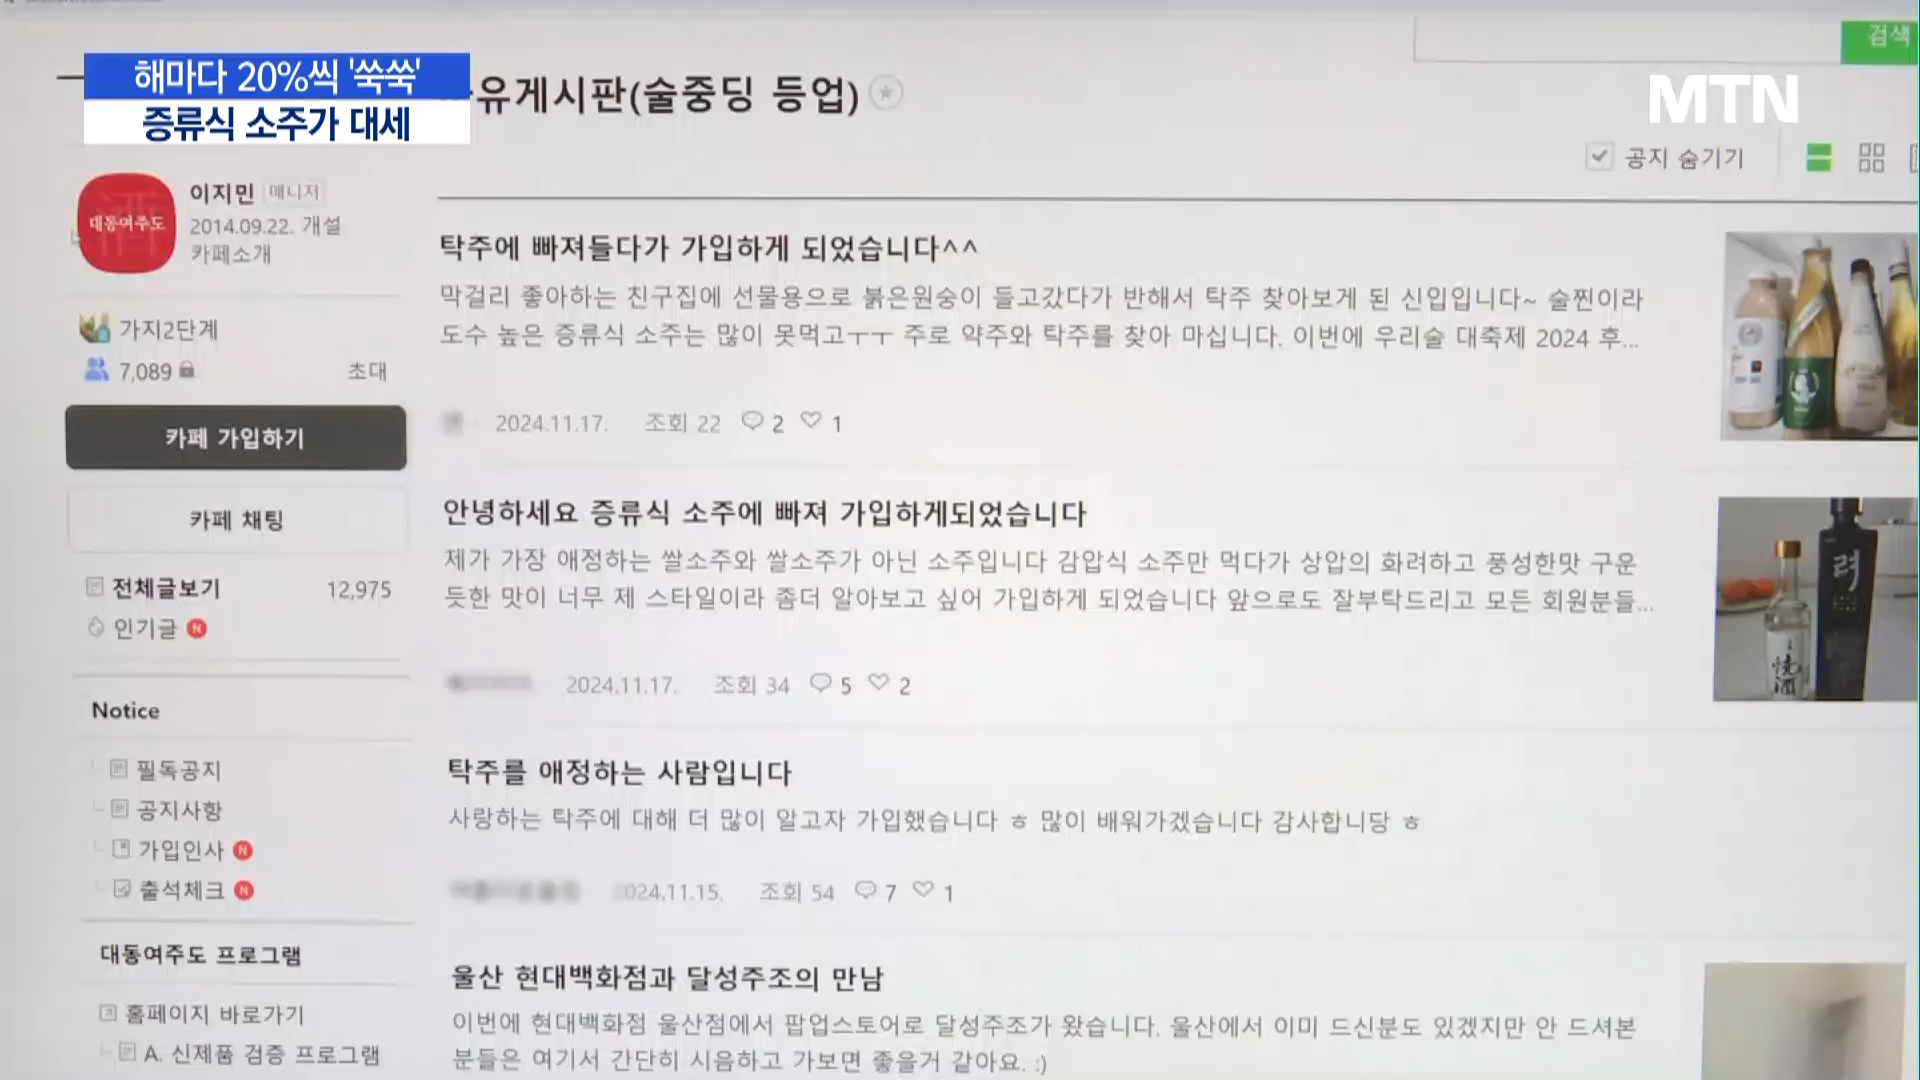 해마다 20%씩 '쑥쑥'
증류식 소주가 대세
MTN
검색
유게시판(술중딩 등업)
공지 숨기기
대동여주도
이지민 매니저
2014.09.22. 개설
카페소개
가지2단계
7,089
초대
카페 가입하기
카페 채팅
전체글보기 12,975
인기글 N
Notice
필독공지
공지사항
가입인사 N
출석체크 N
대동여주도 프로그램
홈페이지 바로가기
A. 신제품 검증 프로그램
탁주에 빠져들다가 가입하게 되었습니다^^
막걸리 좋아하는 친구집에 선물용으로 붉은원숭이 들고갔다가 반해서 탁주 찾아보게 된 신입입니다~ 술찐이라
도수 높은 증류식 소주는 많이 못먹고ㅜㅜ 주로 약주와 탁주를 찾아 마십니다. 이번에 우리술 대축제 2024 후...
2024.11.17. 조회 22 2 1
안녕하세요 증류식 소주에 빠져 가입하게되었습니다
제가 가장 애정하는 쌀소주와 쌀소주가 아닌 소주입니다 감압식 소주만 먹다가 상압의 화려하고 풍성한맛 구운
듯한 맛이 너무 제 스타일이라 좀더 알아보고 싶어 가입하게 되었습니다 앞으로도 잘부탁드리고 모든 회원분들...
2024.11.17. 조회 34 5 2
려
燒酒
탁주를 애정하는 사람입니다
사랑하는 탁주에 대해 더 많이 알고자 가입했습니다 ㅎ 많이 배워가겠습니다 감사합니당 ㅎ
2024.11.15. 조회 54 7 1
울산 현대백화점과 달성주조의 만남
이번에 현대백화점 울산점에서 팝업스토어로 달성주조가 왔습니다. 울산에서 이미 드신분도 있겠지만 안 드셔본
분들은 여기서 간단히 시음하고 가보면 좋을거 같아요. :)